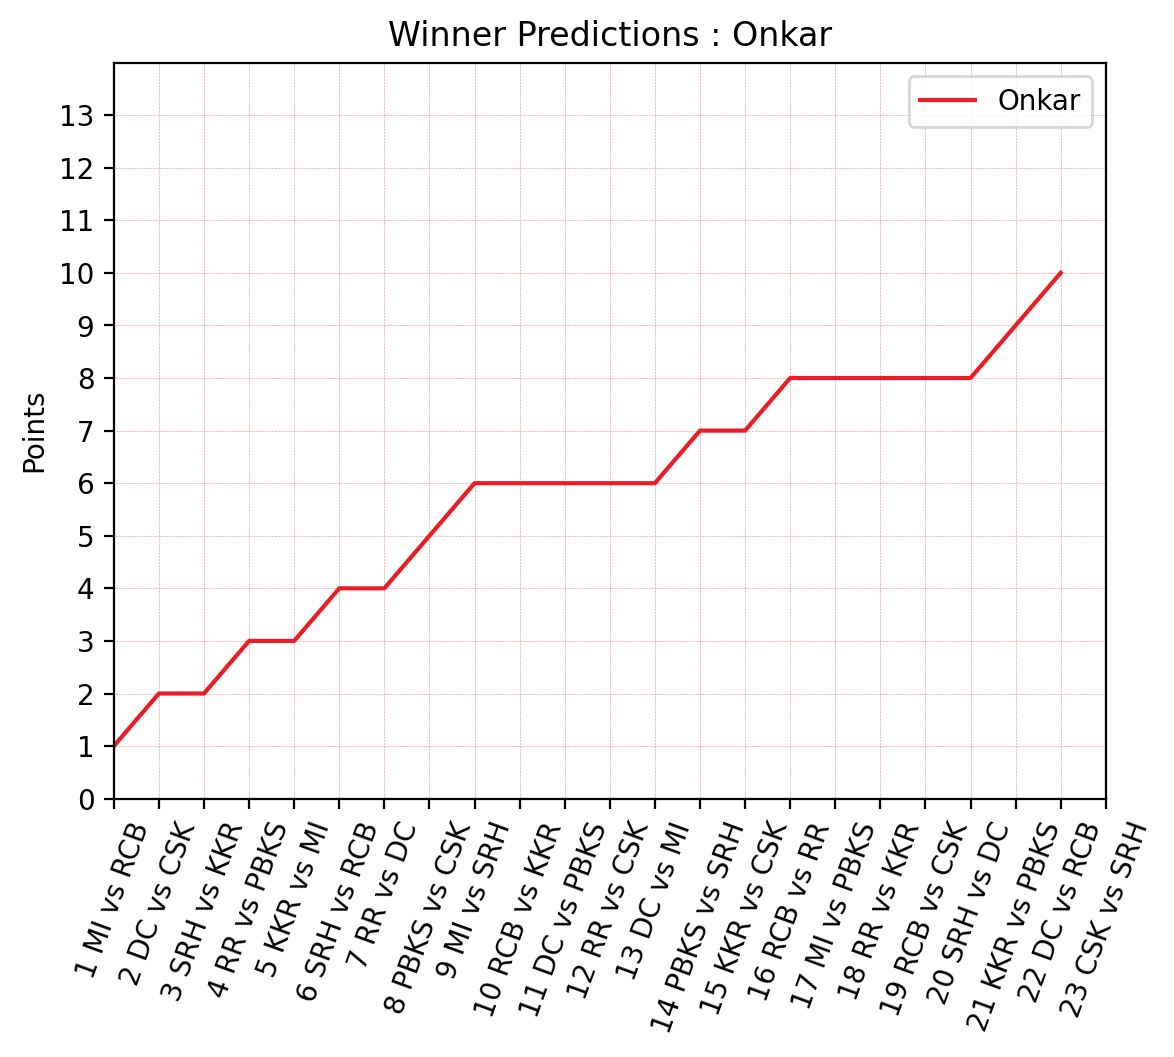 Winner Predictions : Onkar
Onkar
13
12
11
10
9
8
7
6
5
4
3
2
1
0
Points
1 MI vs RCB
2 DC vs CSK
3 SRH vs KKR
4 RR vs PBKS
5 KKR vs MI
6 SRH vs RCB
7 RR vs DC
8 PBKS vs CSK
9 MI vs SRH
10 RCB vs KKR
11 DC vs PBKS
12 RR vs CSK
13 DC vs MI
14 PBKS vs SRH
15 KKR vs CSK
16 RCB vs RR
17 MI vs PBKS
18 RR vs KKR
19 RCB vs CSK
20 SRH vs DC
21 KKR vs PBKS
22 DC vs RCB
23 CSK vs SRH